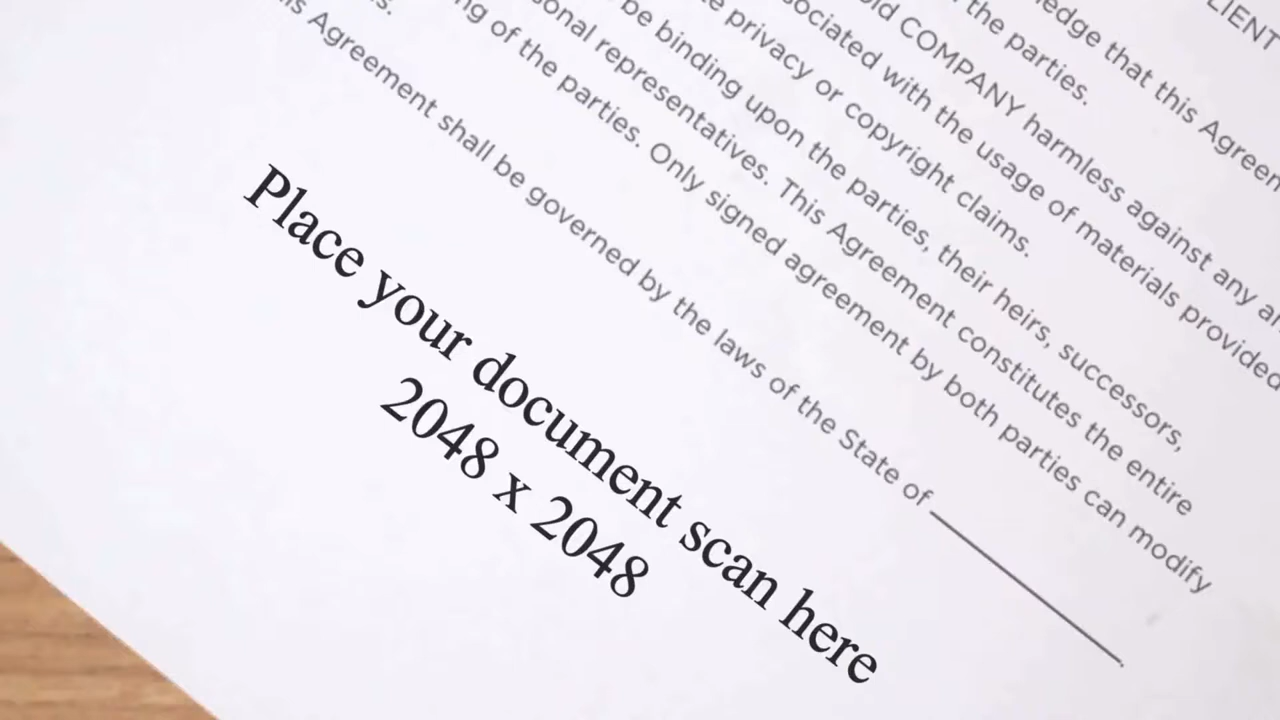 LIENT
ledge that this Agreem
the parties.
old COMPANY harmless against any
sociated with the usage of materials provided
privacy or copyright claims.
be binding upon the parties, their heirs, successors,
sonal representatives. This Agreement constitutes the entire
ng of the parties. Only signed agreement by both parties can modify
is Agreement shall be governed by the laws of the State of
Place your document scan here
2048 x 2048